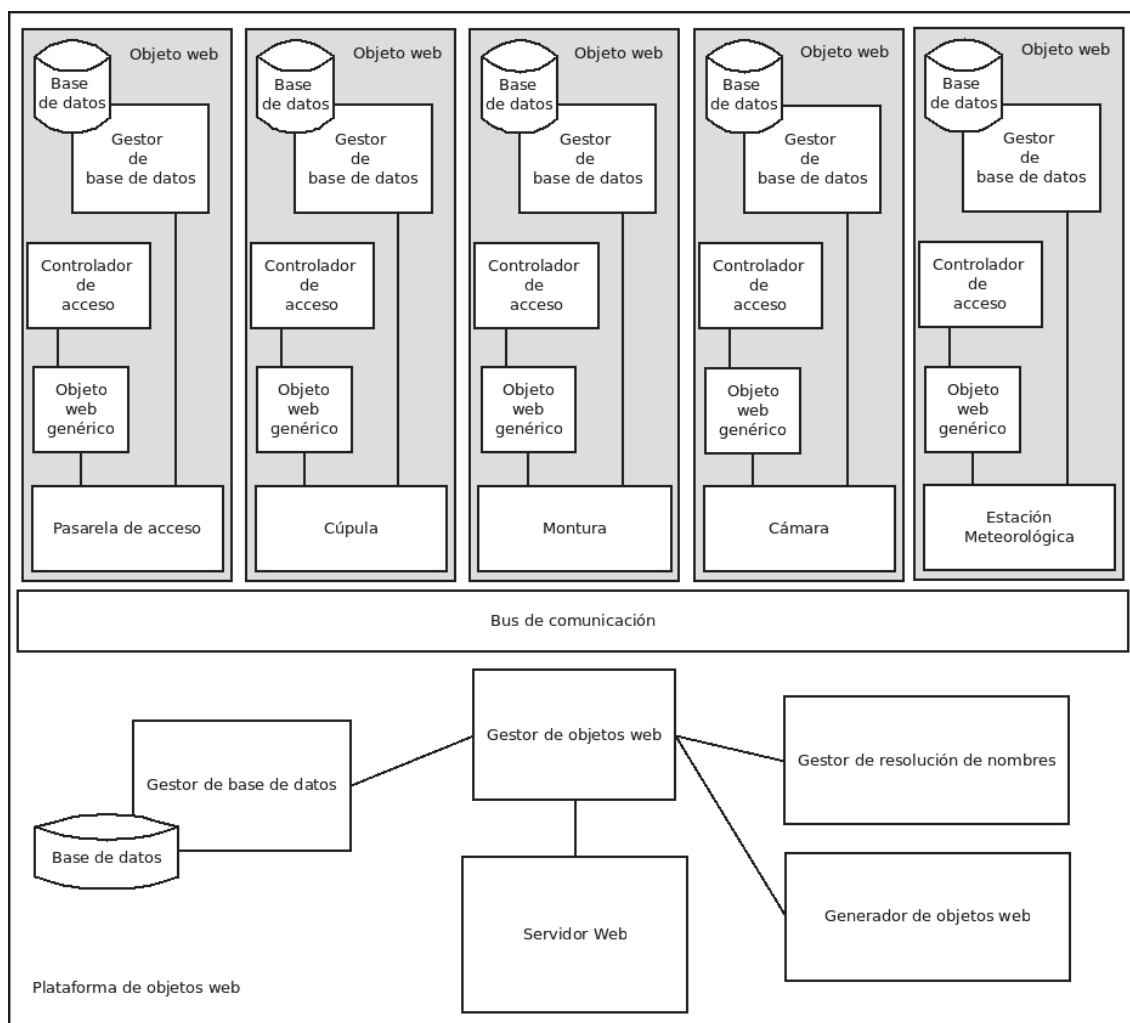 Objeto web
Base
de datos
Gestor
de
base de datos
Controlador
de
acceso
Objeto
web
genérico
Pasarela de acceso
Objeto web
Base
de datos
Gestor
de
base de datos
Controlador
de
acceso
Objeto
web
genérico
Cúpula
Objeto web
Base
de datos
Gestor
de
base de datos
Controlador
de
acceso
Objeto
web
genérico
Montura
Objeto web
Base
de datos
Gestor
de
base de datos
Controlador
de
acceso
Objeto
web
genérico
Cámara
Objeto web
Base
de datos
Gestor
de
base de datos
Controlador
de
acceso
Objeto
web
genérico
Estación
Meteorológica
Bus de comunicación
Gestor de objetos web
Gestor de base de datos
Gestor de resolución de nombres
Base de datos
Servidor Web
Generador de objetos web
Plataforma de objetos web